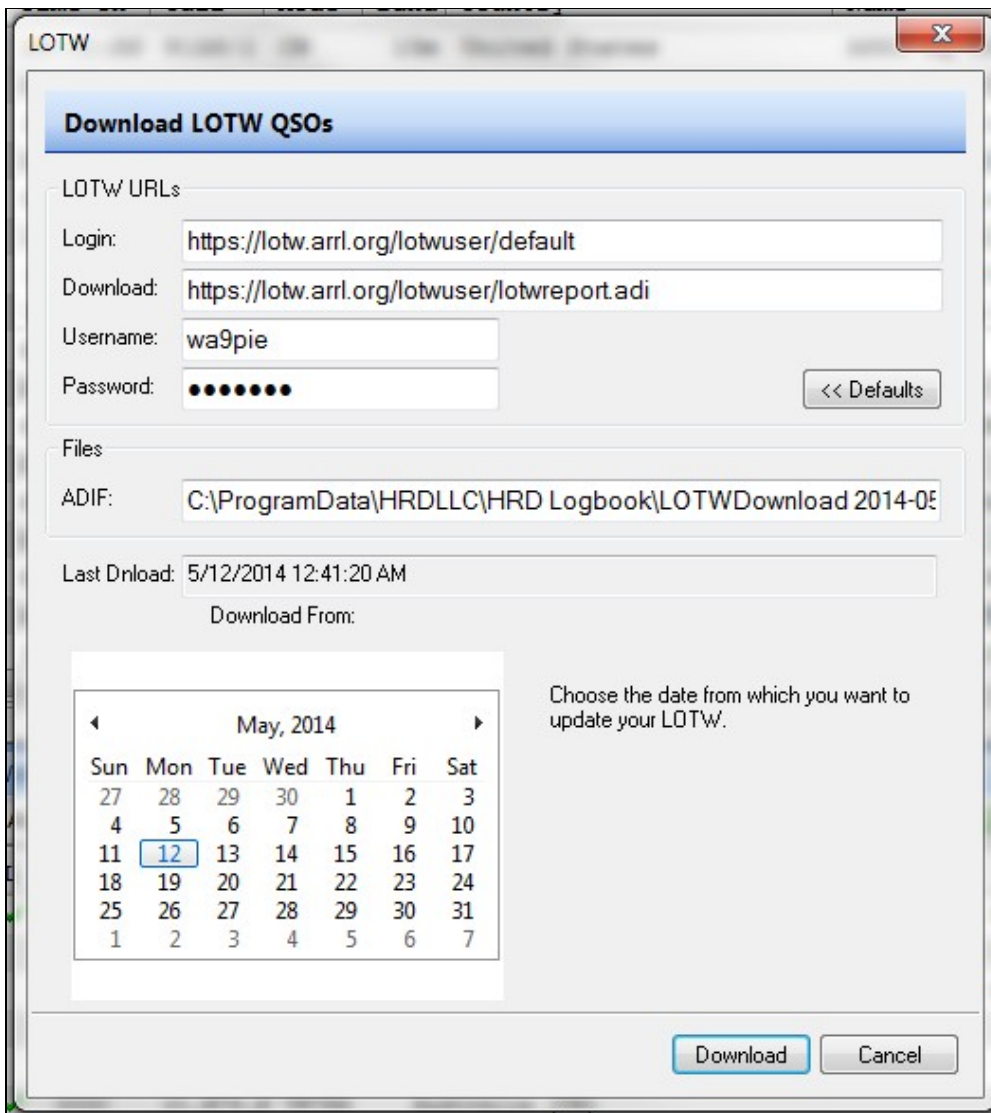 LOTW
Download LOTW QSOs
LOTW URLs
Login: https://lotw.arrl.org/lotwuser/default
Download: https://lotw.arrl.org/lotwuser/lotwreport.adi
Username: wa9pie
Password: ●●●●●●●
<< Defaults
Files
ADIF: C:\ProgramData\HRDLLC\HRD Logbook\LOTWDownload 2014-05
Last Dnload: 5/12/2014 12:41:20 AM
Download From:
Choose the date from which you want to
update your LOTW.
May, 2014
Sun Mon Tue Wed Thu Fri Sat
27 28 29 30 1 2 3
4 5 6 7 8 9 10
11 12 13 14 15 16 17
18 19 20 21 22 23 24
25 26 27 28 29 30 31
1 2 3 4 5 6 7
Download Cancel